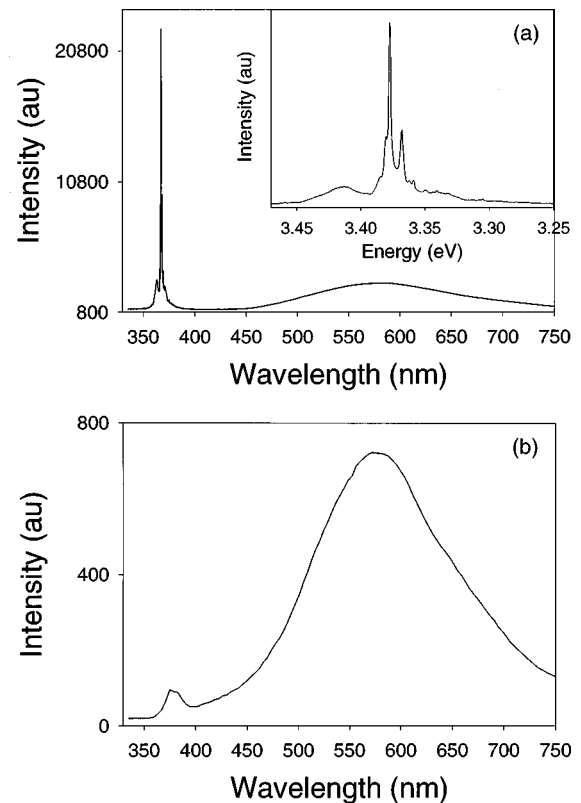 (a)
Intensity (au)
20800
10800
800
Intensity (au)
3.45 3.40 3.35 3.30 3.25
Energy (eV)
350 400 450 500 550 600 650 700 750
Wavelength (nm)
(b)
Intensity (au)
800
400
0
350 400 450 500 550 600 650 700 750
Wavelength (nm)